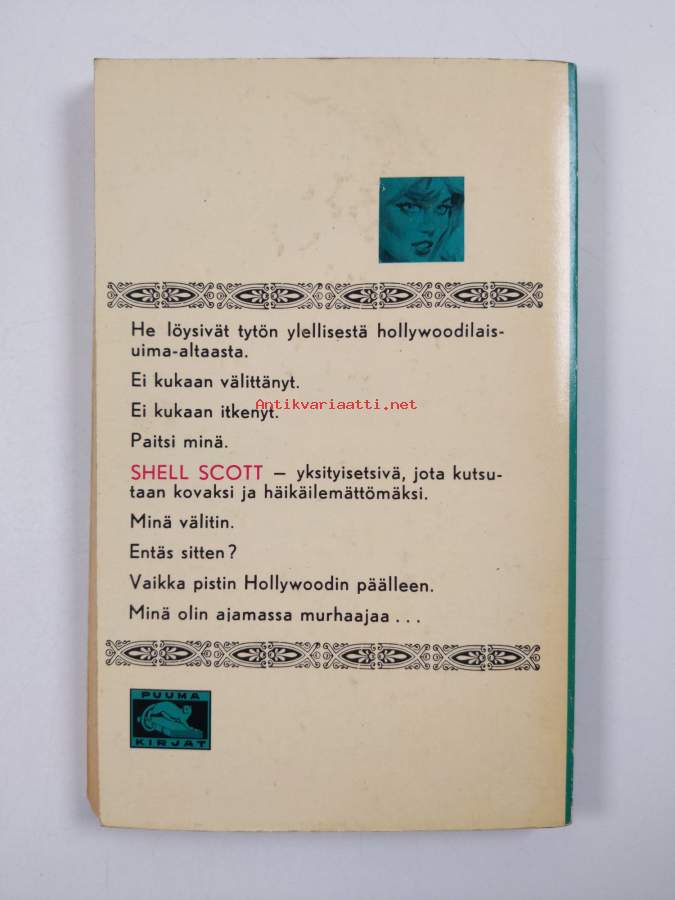 He löysivät tytön ylellisestä hollywoodilais-
uima-altaasta.
Ei kukaan välittänyt.
Antikvariaatti.net
Ei kukaan itkenyt.
Paitsi minä.
SHELL SCOTT – yksityisetsivä, jota kutsu-
taan kovaksi ja häikäilemättömäksi.
Minä välitin.
Entäs sitten?
Vaikka pistin Hollywoodin päälleen.
Minä olin ajamassa murhaajaa ...
PUUMA
KIRJAT